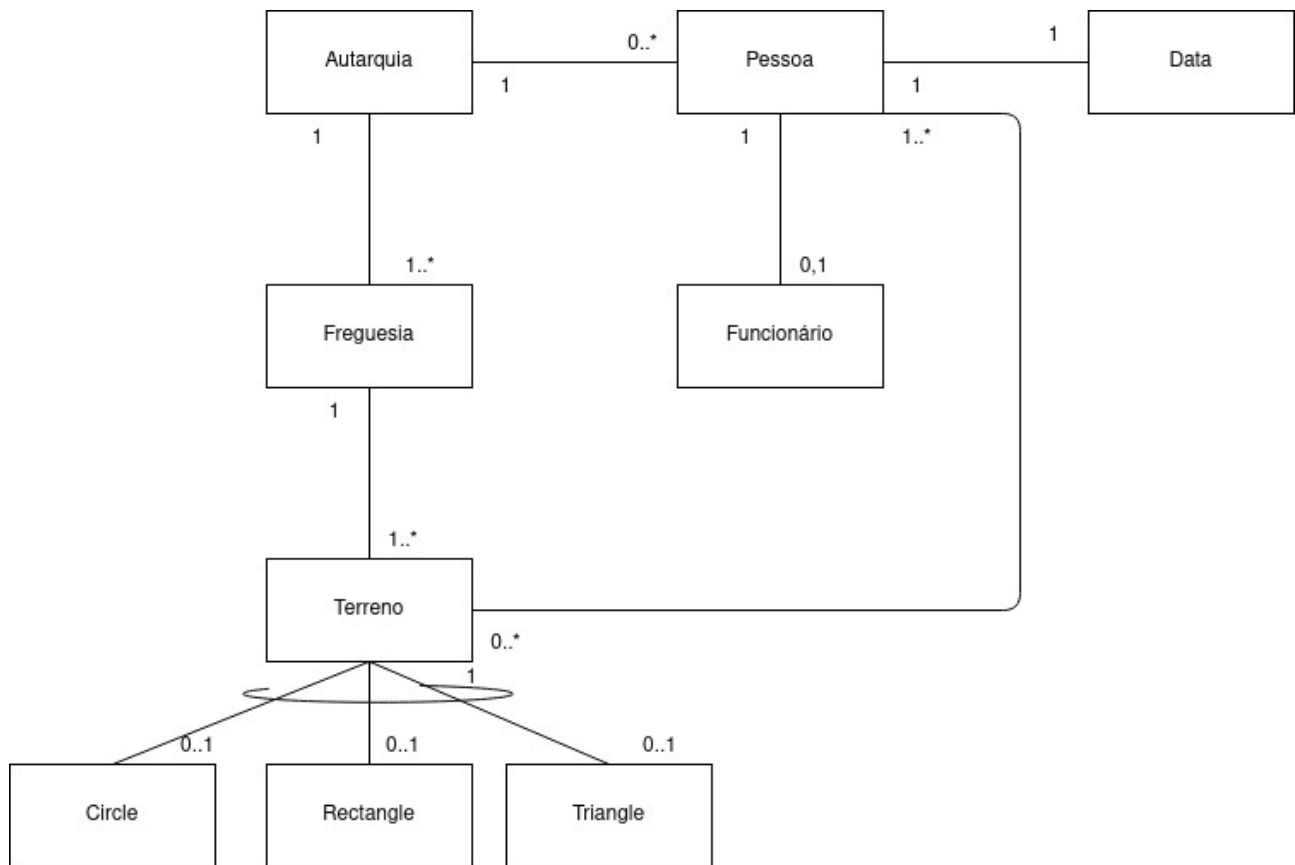 0..*
1
Autarquia
Pessoa
Data
1
1
1
1
1..*
1..*
0,1
Freguesia
Funcionário
1
1..*
Terreno
0..*
1
0..1
0..1
0..1
Circle
Rectangle
Triangle